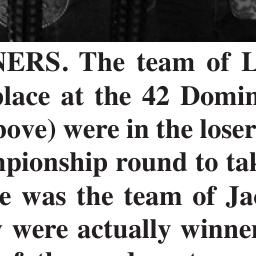 NERS. The team of L
place at the 42 Domin
bove) were in the loser
mpionship round to tak
e was the team of Ja
y were actually winner